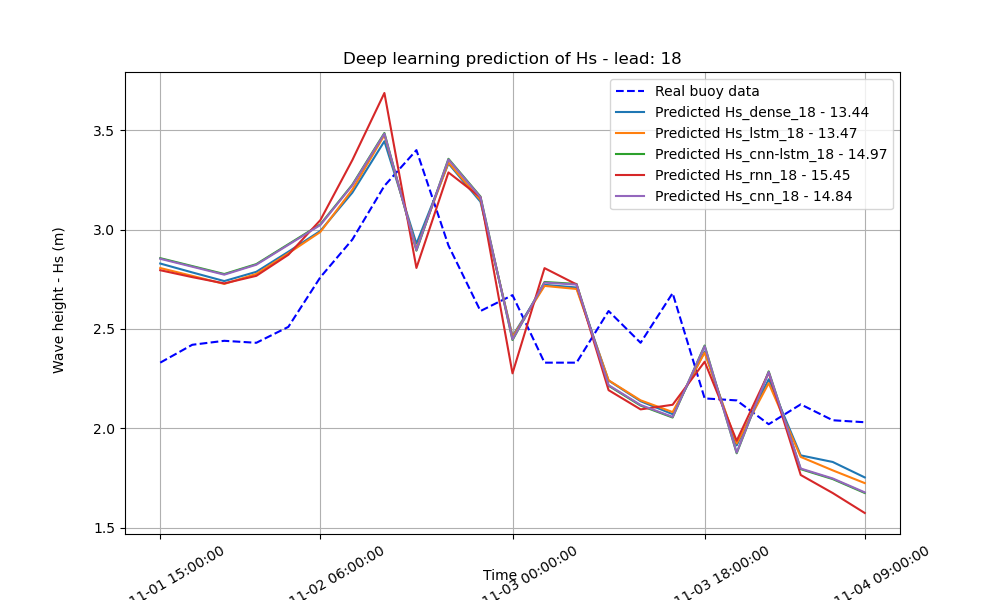 Deep learning prediction of Hs - lead: 18
Real buoy data
Predicted Hs_dense_18 - 13.44
Predicted Hs_lstm_18 - 13.47
Predicted Hs_cnn-lstm_18 - 14.97
Predicted Hs_rnn_18 - 15.45
Predicted Hs_cnn_18 - 14.84
Wave height - Hs (m)
3.5
3.0
2.5
2.0
1.5
11-01 15:00:00
11-02 06:00:00
11-03 00:00:00
11-03 18:00:00
11-04 09:00:00
Time